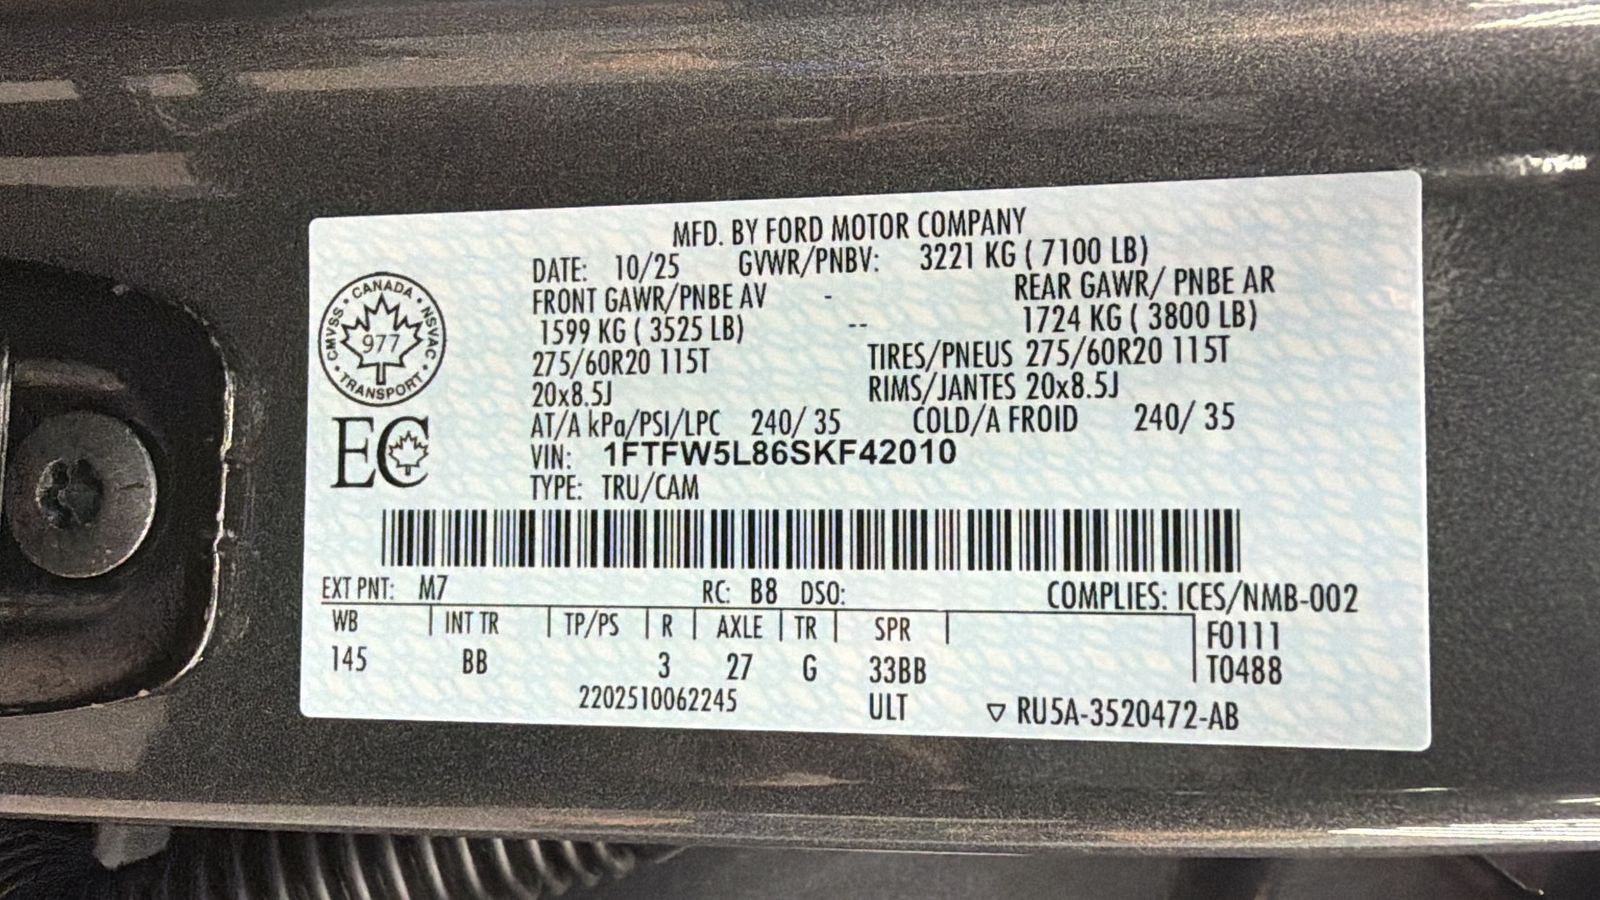 MFD. BY FORD MOTOR COMPANY
DATE: 10/25 GVWR/PNBV: 3221 KG ( 7100 LB)
FRONT GAWR/PNBE AV - REAR GAWR/ PNBE AR
1599 KG ( 3525 LB) -- 1724 KG ( 3800 LB)
275/60R20 115T TIRES/PNEUS 275/60R20 115T
20x8.5J RIMS/JANTES 20x8.5J
AT/A kPa/PSI/LPC 240/ 35 COLD/A FROID 240/ 35
VIN: 1FTFW5L86SKF42010
TYPE: TRU/CAM
CANADA
CMVSS NSVAC
977
TRANSPORT
EC
EXT PNT: M7 RC: B8 DSO: COMPLIES: ICES/NMB-002
WB | INT TR | TP/PS | R | AXLE | TR | SPR | F0111
145 BB 3 27 G 33BB T0488
2202510062245 ULT ▽ RU5A-3520472-AB